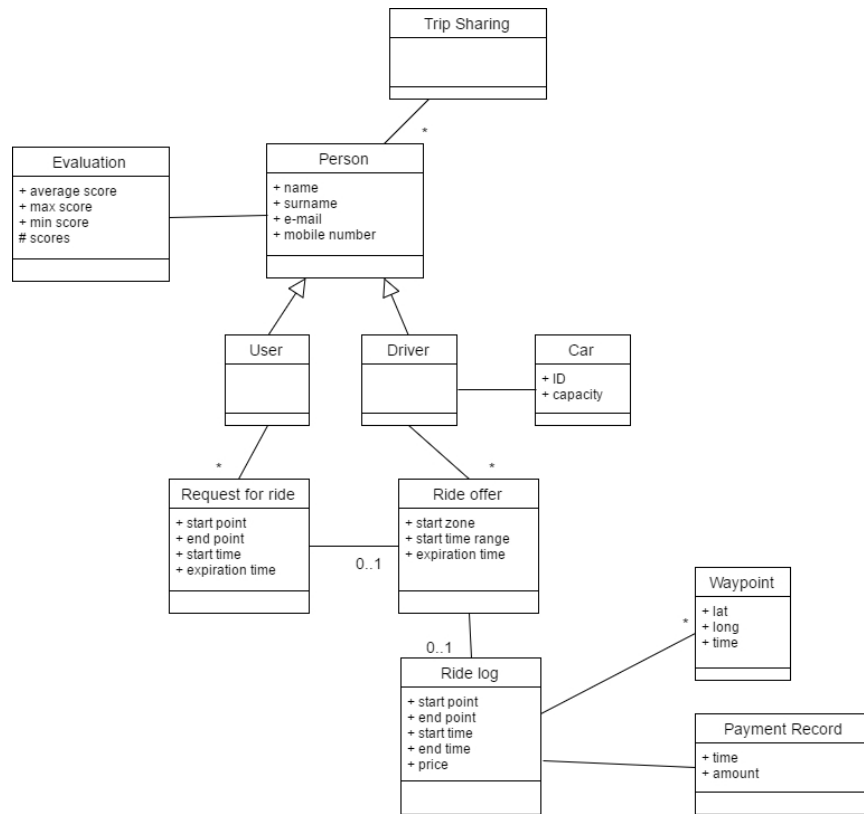 Trip Sharing
*
Evaluation
+ average score
+ max score
+ min score
# scores
Person
+ name
+ surname
+ e-mail
+ mobile number
User
Driver
Car
+ ID
+ capacity
*
*
Request for ride
+ start point
+ end point
+ start time
+ expiration time
0..1
Ride offer
+ start zone
+ start time range
+ expiration time
0..1
Ride log
+ start point
+ end point
+ start time
+ end time
+ price
*
Waypoint
+ lat
+ long
+ time
Payment Record
+ time
+ amount